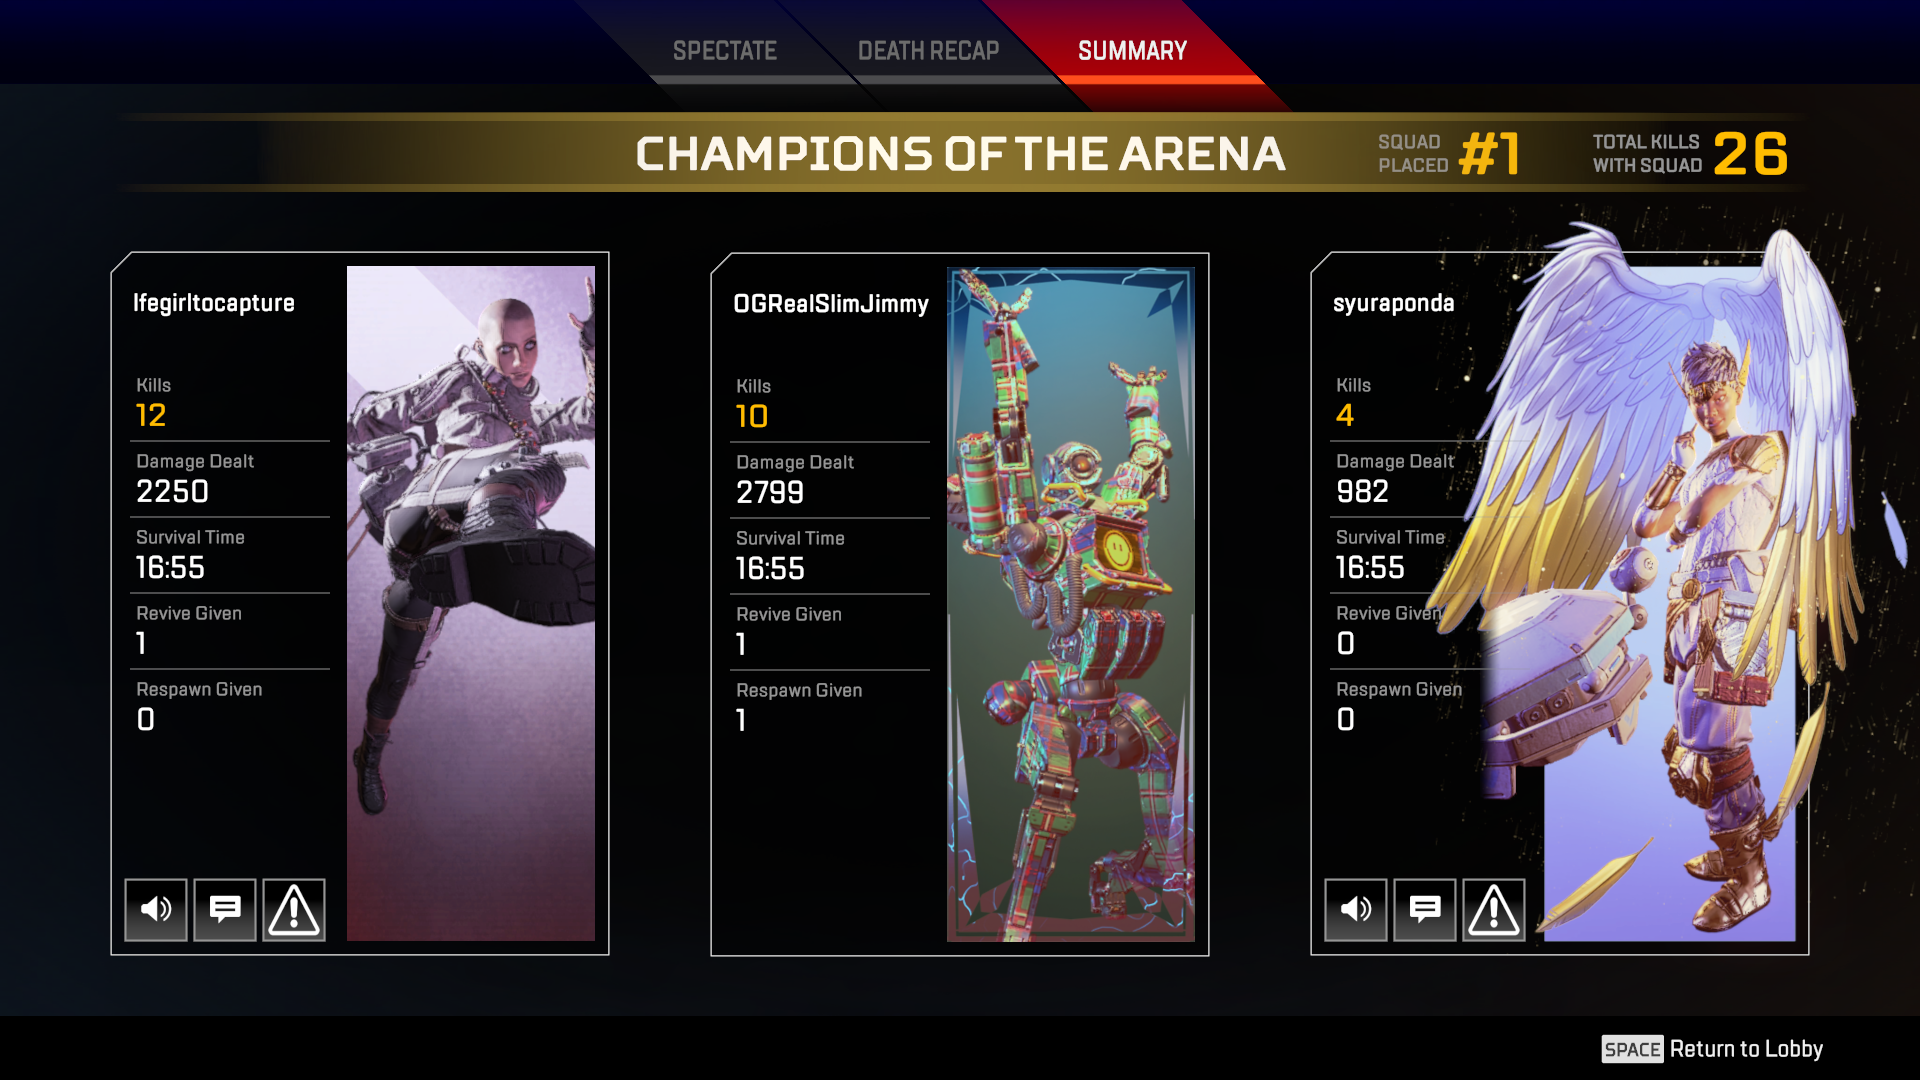 SPECTATE
DEATH RECAP
SUMMARY
CHAMPIONS OF THE ARENA
SQUAD
PLACED
#1
TOTAL KILLS
WITH SQUAD
26
lfegirltocapture
Kills
12
Damage Dealt
2250
Survival Time
16:55
Revive Given
1
Respawn Given
0
OGRealSlimJimmy
Kills
10
Damage Dealt
2799
Survival Time
16:55
Revive Given
1
Respawn Given
1
syuraponda
Kills
4
Damage Dealt
982
Survival Time
16:55
Revive Given
0
Respawn Given
0
SPACE Return to Lobby